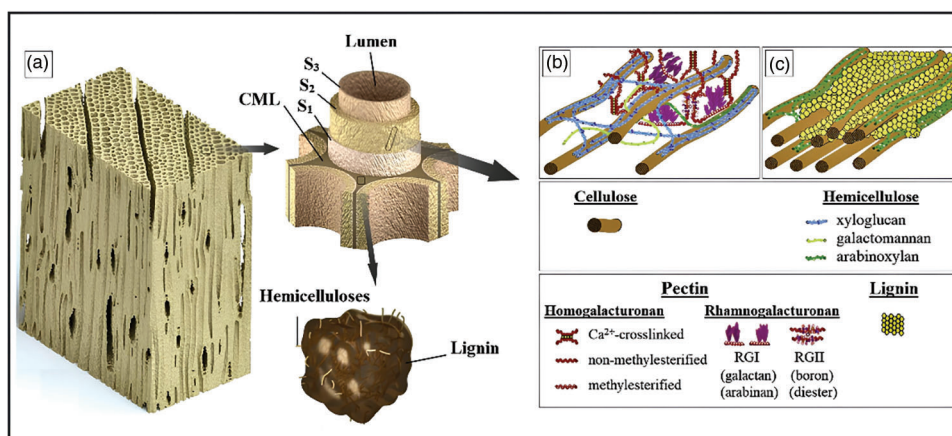 (a)
Lumen
S3
S2
S1
CML
Hemicelluloses
Lignin
(b)
(c)
Cellulose
Hemicellulose
xyloglucan
galactomannan
arabinoxylan
Pectin
Lignin
Homogalacturonan
Rhamnogalacturonan
Ca²⁺-crosslinked
non-methylesterified
methylesterified
RGI
RGII
(galactan)
(boron)
(arabinan)
(diester)